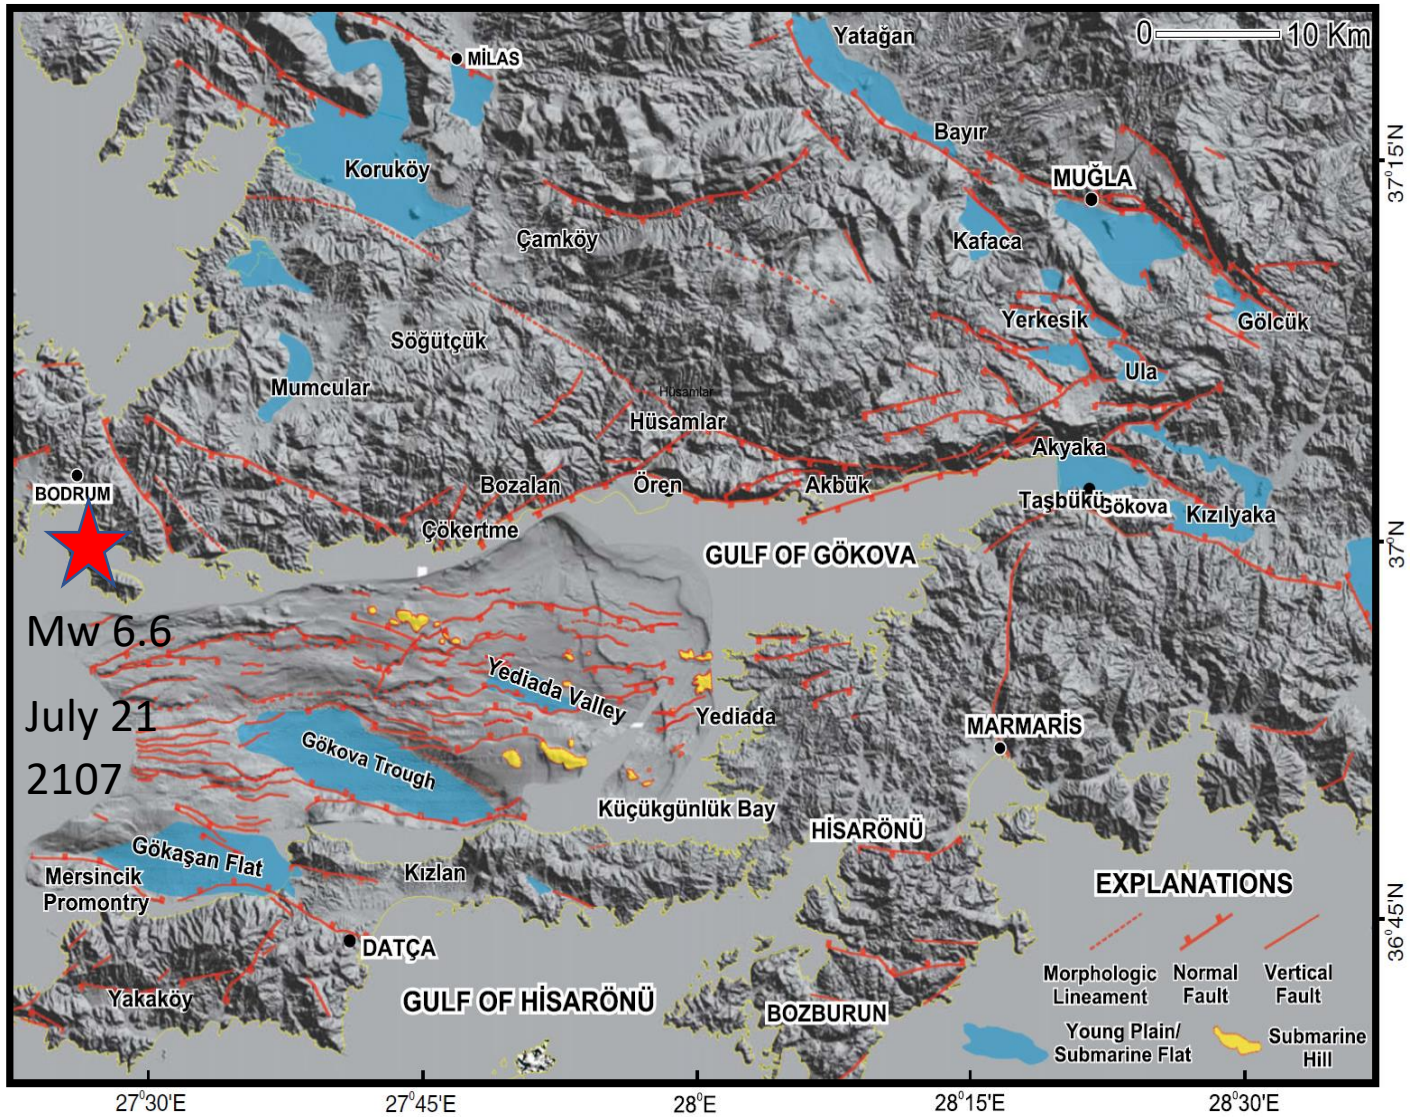 Yatağan
0 10 Km
MİLAS
Bayır
37°15'N
Koruköy
MUĞLA
Çamköy
Kafaca
Yerkesik
Gölcük
Söğütçük
Ula
Mumcular
Hüsamlar
Hüsamlar
Akyaka
BODRUM
Bozalan
Ören
Akbük
Taşbükü
Gökova
Kızılyaka
Çökertme
37°N
GULF OF GÖKOVA
Mw 6.6
July 21
2107
Yediada Valley
Yediada
MARMARİS
Gökova Trough
Küçükgünlük Bay
HİSARÖNÜ
Gökaşan Flat
Mersincik
Promontry
Kızlan
EXPLANATIONS
36°45'N
DATÇA
Morphologic
Lineament
Normal
Fault
Vertical
Fault
Yakaköy
GULF OF HİSARÖNÜ
BOZBURUN
Young Plain/
Submarine Flat
Submarine
Hill
27°30'E
27°45'E
28°E
28°15'E
28°30'E